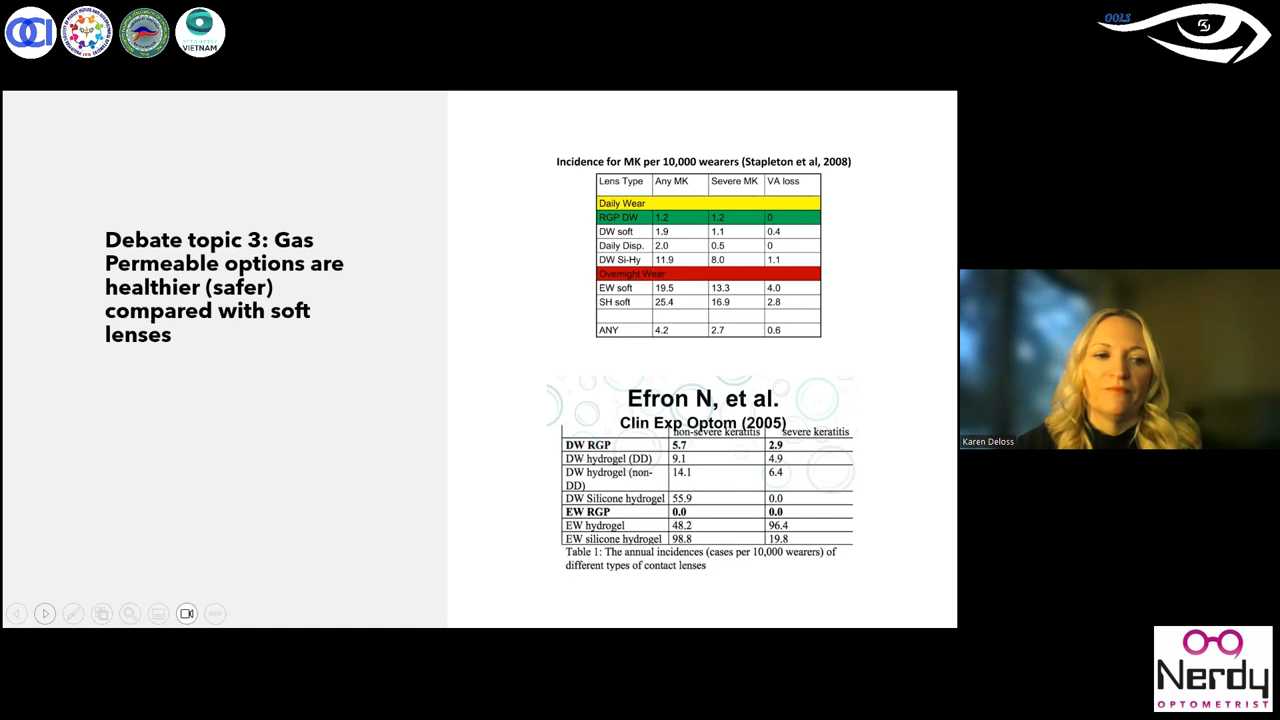 OCI
OPTOMETRY
VIETNAM
OOLS
Debate topic 3: Gas
Permeable options are
healthier (safer)
compared with soft
lenses
Incidence for MK per 10,000 wearers (Stapleton et al, 2008)
Lens Type Any MK Severe MK VA loss
Daily Wear
RGP DW 1.2 1.2 0
DW soft 1.9 1.1 0.4
Daily Disp. 2.0 0.5 0
DW Si-Hy 11.9 8.0 1.1
Overnight Wear
EW soft 19.5 13.3 4.0
SH soft 25.4 16.9 2.8
ANY 4.2 2.7 0.6
Efron N, et al.
Clin Exp Optom (2005)
non-severe keratitis severe keratitis
DW RGP 5.7 2.9
DW hydrogel (DD) 9.1 4.9
DW hydrogel (non- 14.1 6.4
DD)
DW Silicone hydrogel 55.9 0.0
EW RGP 0.0 0.0
EW hydrogel 48.2 96.4
EW silicone hydrogel 98.8 19.8
Table 1: The annual incidences (cases per 10,000 wearers) of
different types of contact lenses
Karen Deloss
Nerdy
OPTOMETRIST